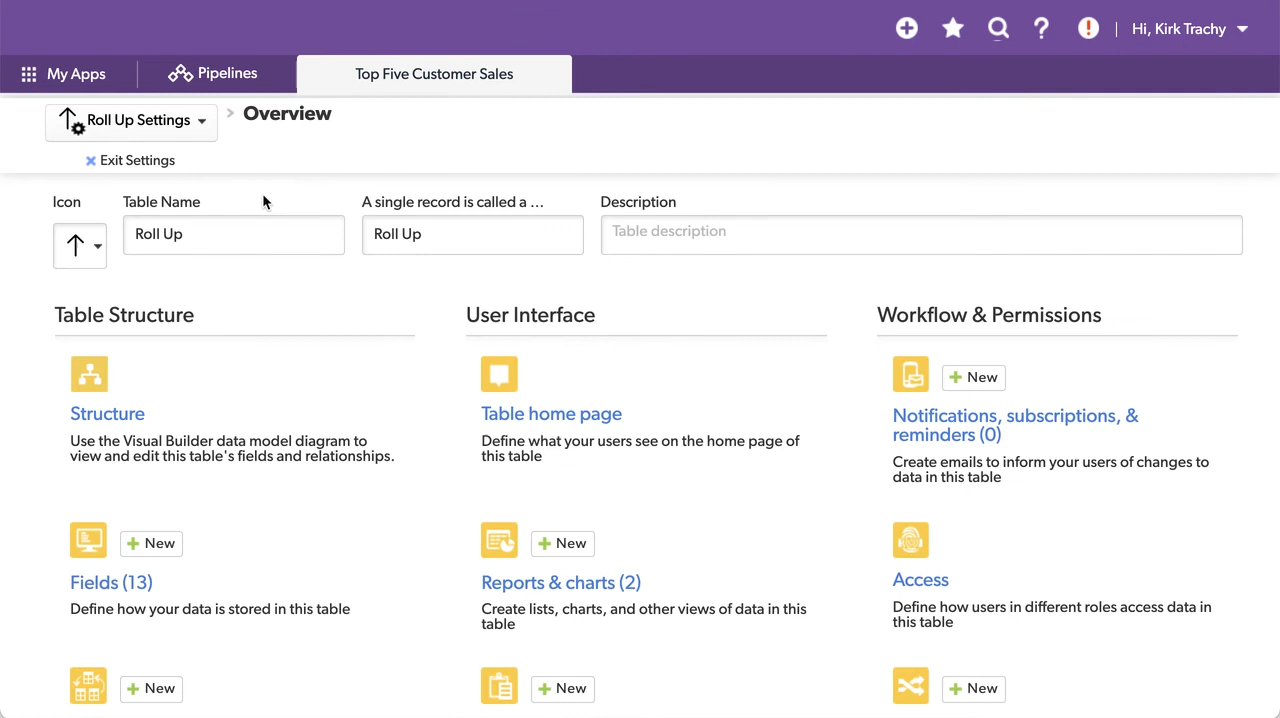 Hi, Kirk Trachy
My Apps
Pipelines
Top Five Customer Sales
Roll Up Settings
Overview
Exit Settings
Icon
Table Name
A single record is called a ...
Description
Roll Up
Roll Up
Table description
Table Structure
User Interface
Workflow & Permissions
Structure
Use the Visual Builder data model diagram to
view and edit this table's fields and relationships.
Table home page
Define what your users see on the home page of
this table
New
Notifications, subscriptions, &
reminders (0)
Create emails to inform your users of changes to
data in this table
New
Fields (13)
Define how your data is stored in this table
New
Reports & charts (2)
Create lists, charts, and other views of data in this
table
Access
Define how users in different roles access data in
this table
New
New
New